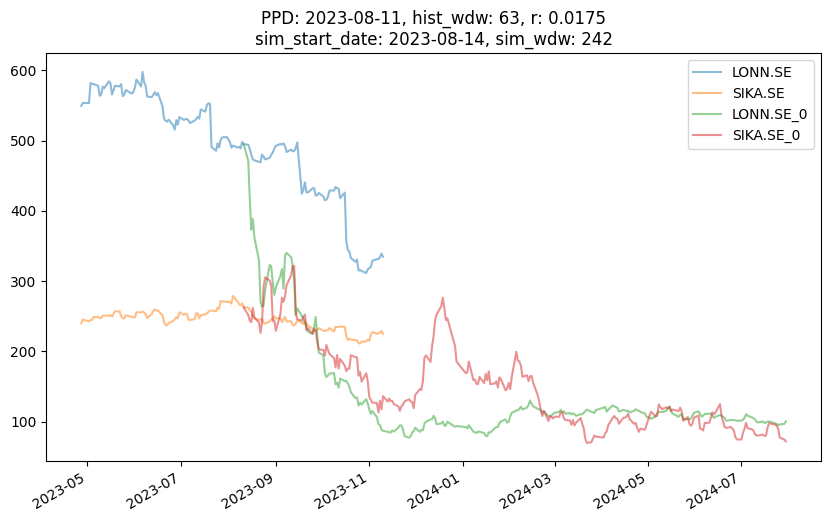 PPD: 2023-08-11, hist_wdw: 63, r: 0.0175
sim_start_date: 2023-08-14, sim_wdw: 242
LONN.SE
SIKA.SE
LONN.SE_0
SIKA.SE_0
600
500
400
300
200
100
2023-05
2023-07
2023-09
2023-11
2024-01
2024-03
2024-05
2024-07